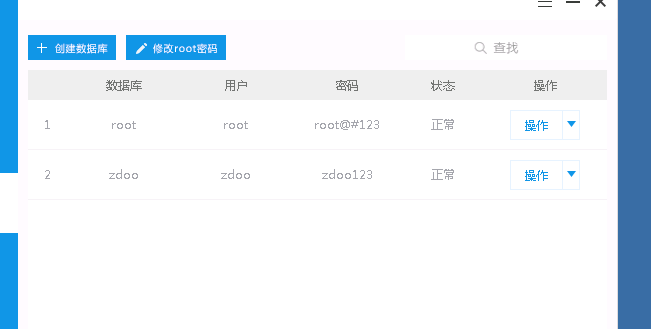 创建数据库 修改root密码 查找
数据库 用户 密码 状态 操作
1 root root root@#123 正常 操作
2 zdoo zdoo zdoo123 正常 操作